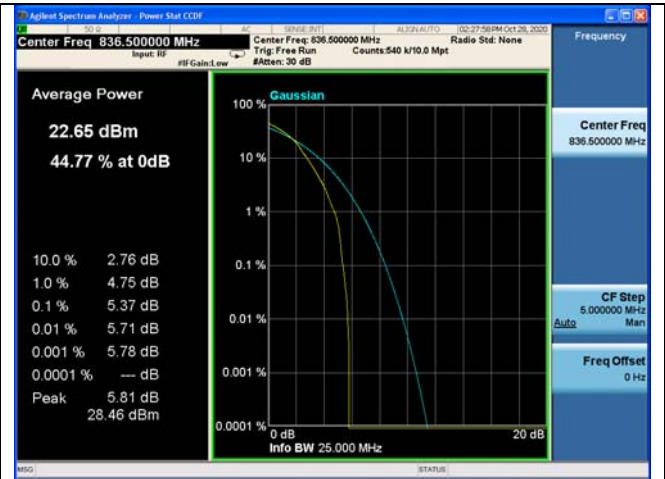 Agilent Spectrum Analyzer - Power Stat CCDF
50 Ω AC SENSE:INT ALIGN AUTO 02:27:58 PM Oct 28, 2020
Center Freq 836.500000 MHz
Input: RF
#IFGain:Low
Center Freq: 836.500000 MHz
Radio Std: None
Trig: Free Run
Counts:540 k/10.0 Mpt
#Atten: 30 dB
Frequency
Average Power
22.65 dBm
44.77 % at 0dB
10.0 % 2.76 dB
1.0 % 4.75 dB
0.1 % 5.37 dB
0.01 % 5.71 dB
0.001 % 5.78 dB
0.0001 % --- dB
Peak 5.81 dB
28.46 dBm
Gaussian
100 %
10 %
1 %
0.1 %
0.01 %
0.001 %
0.0001 %
0 dB 20 dB
Info BW 25.000 MHz
Center Freq
836.500000 MHz
CF Step
5.000000 MHz
Auto Man
Freq Offset
0 Hz
MSG STATUS